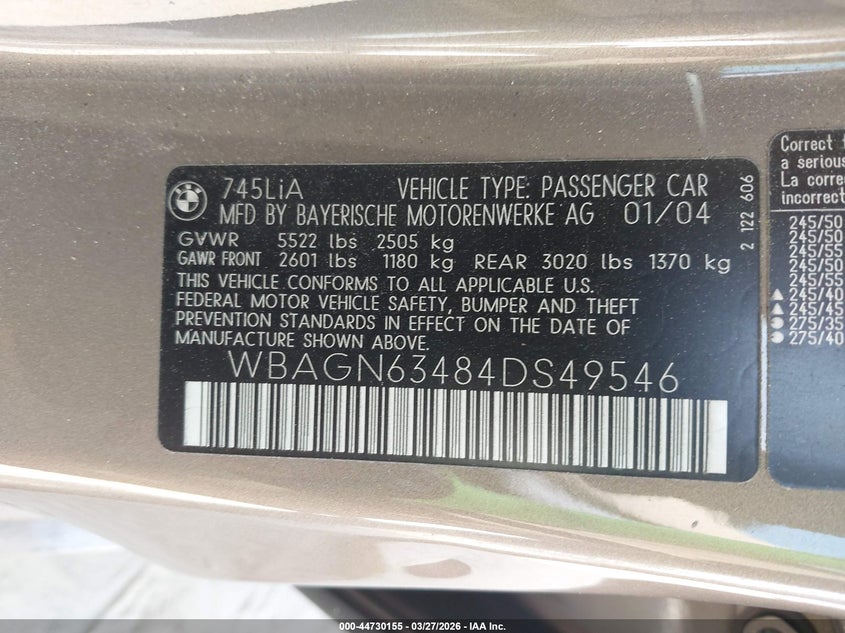 BMW
745LiA VEHICLE TYPE: PASSENGER CAR
MFD BY BAYERISCHE MOTORENWERKE AG 01/04
GVWR 5522 lbs 2505 kg
GAWR FRONT 2601 lbs 1180 kg REAR 3020 lbs 1370 kg
THIS VEHICLE CONFORMS TO ALL APPLICABLE U.S.
FEDERAL MOTOR VEHICLE SAFETY, BUMPER AND THEFT
PREVENTION STANDARDS IN EFFECT ON THE DATE OF
MANUFACTURE SHOWN ABOVE.
WBAGN63484DS49546
2 122 606
Correct
a serious
La corre
incorrect
245/50
245/50
245/55
245/50
245/55
245/40
245/45
275/35
275/40
000-44730155 - 03/27/2026 - IAA Inc.